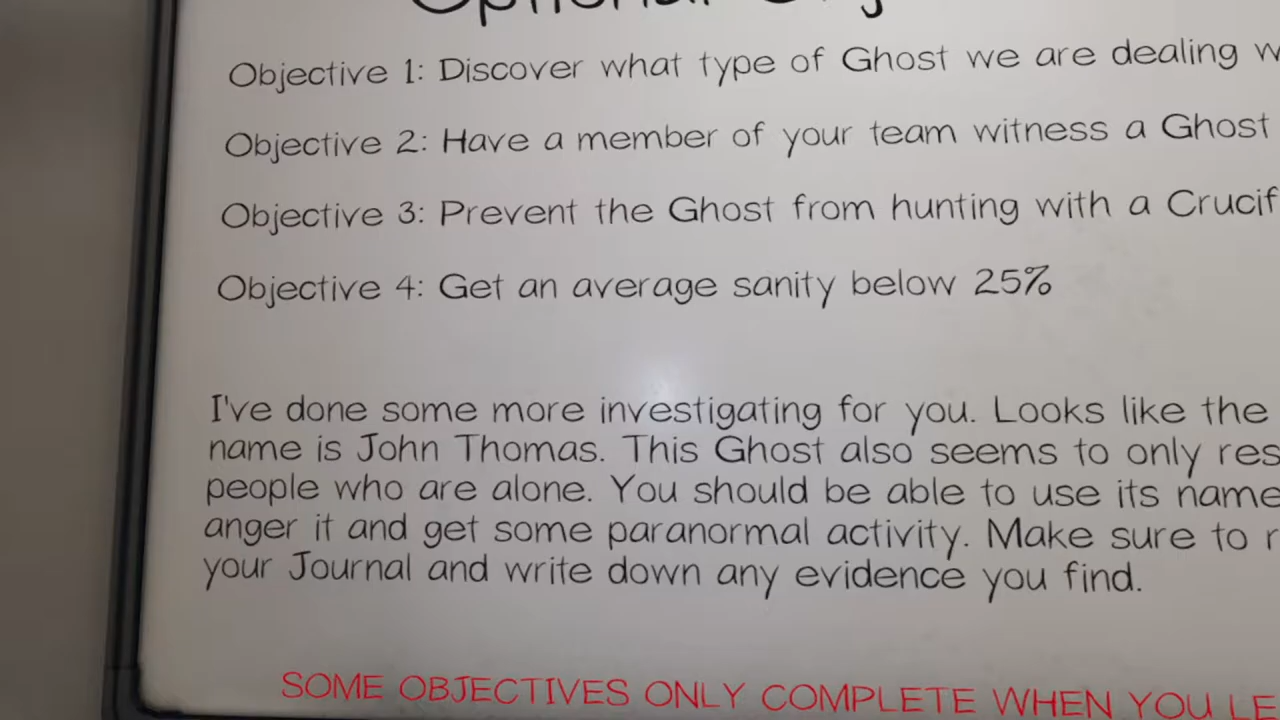 Objective 1: Discover what type of Ghost we are dealing
Objective 2: Have a member of your team witness a Ghost
Objective 3: Prevent the Ghost from hunting with a Crucif
Objective 4: Get an average sanity below 25%
I've done some more investigating for you. Looks like the
name is John Thomas. This Ghost also seems to only res
people who are alone. You should be able to use its name
anger it and get some paranormal activity. Make sure to r
your Journal and write down any evidence you find.
SOME OBJECTIVES ONLY COMPLETE WHEN YOU LE